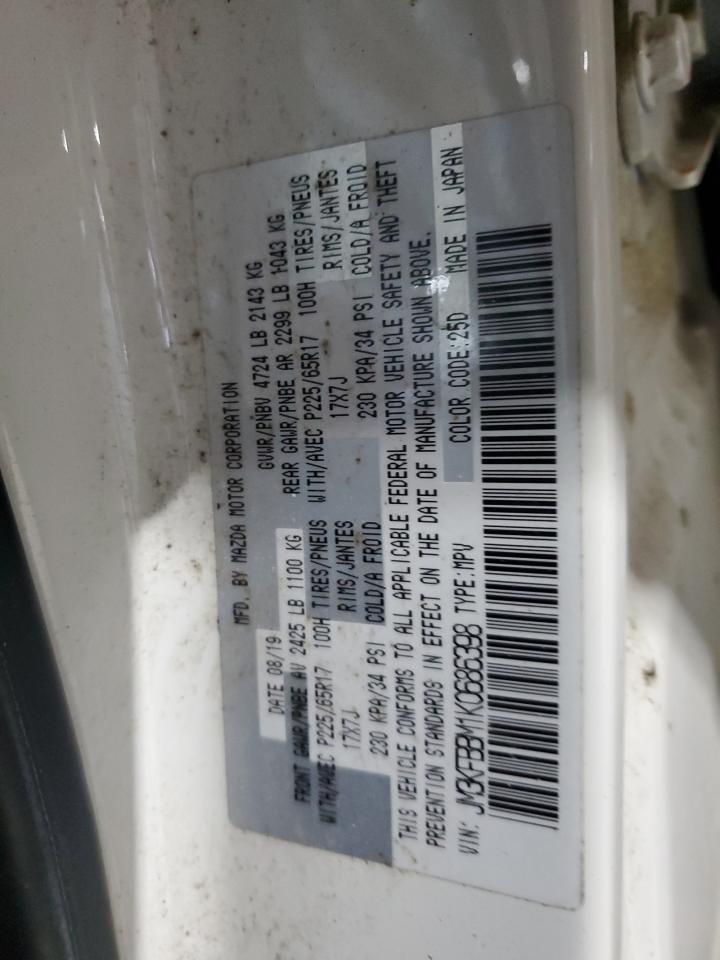 MFD. BY MAZDA MOTOR CORPORATION
DATE 08/19 GVWR/PNBV 4724 LB 2143 KG
FRONT GAWR/PNBE AV 2425 LB 1100 KG REAR GAWR/PNBE AR 2299 LB 1043 KG
WITH/AVEC P225/65R17 100H TIRES/PNEUS WITH/AVEC P225/65R17 100H TIRES/PNEUS
17X7J RIMS/JANTES 17X7J RIMS/JANTES
230 KPA/34 PSI COLD/A FROID 230 KPA/34 PSI COLD/A FROID
THIS VEHICLE CONFORMS TO ALL APPLICABLE FEDERAL MOTOR VEHICLE SAFETY AND THEFT
PREVENTION STANDARDS IN EFFECT ON THE DATE OF MANUFACTURE SHOWN ABOVE.
COLOR CODE:25D MADE IN JAPAN
VIN: JM3KFBBM1K0686398 TYPE:MPV